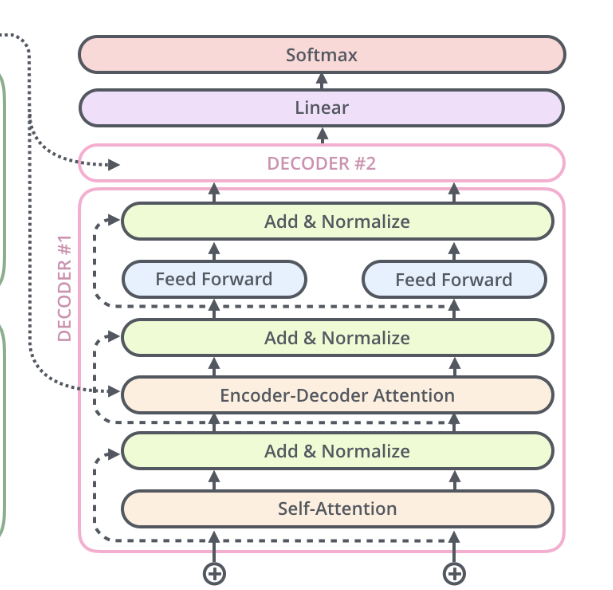 Softmax
Linear
DECODER #2
DECODER #1
Add & Normalize
Feed Forward
Feed Forward
Add & Normalize
Encoder-Decoder Attention
Add & Normalize
Self-Attention